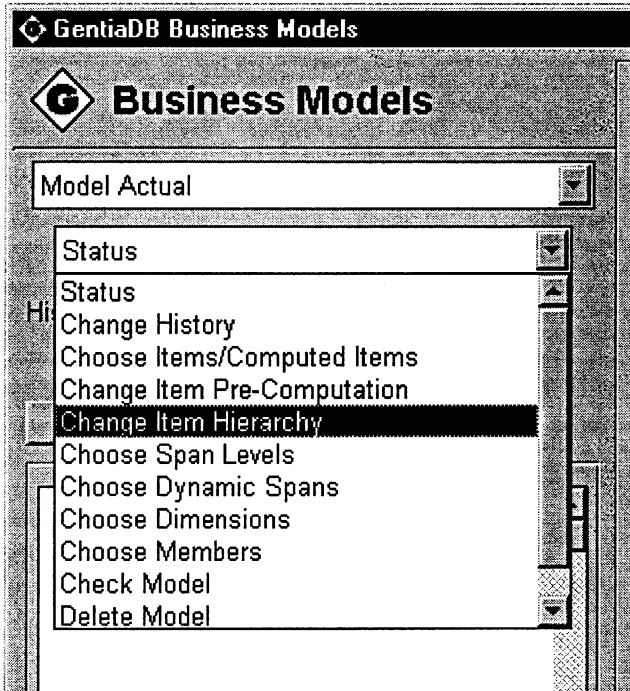 GentiaDB Business Models
G Business Models
Model Actual
Status
Status
Hi
Change History
Choose Items/Computed Items
Change Item Pre-Computation
Change Item Hierarchy
Choose Span Levels
Choose Dynamic Spans
Choose Dimensions
Choose Members
Check Model
Delete Model